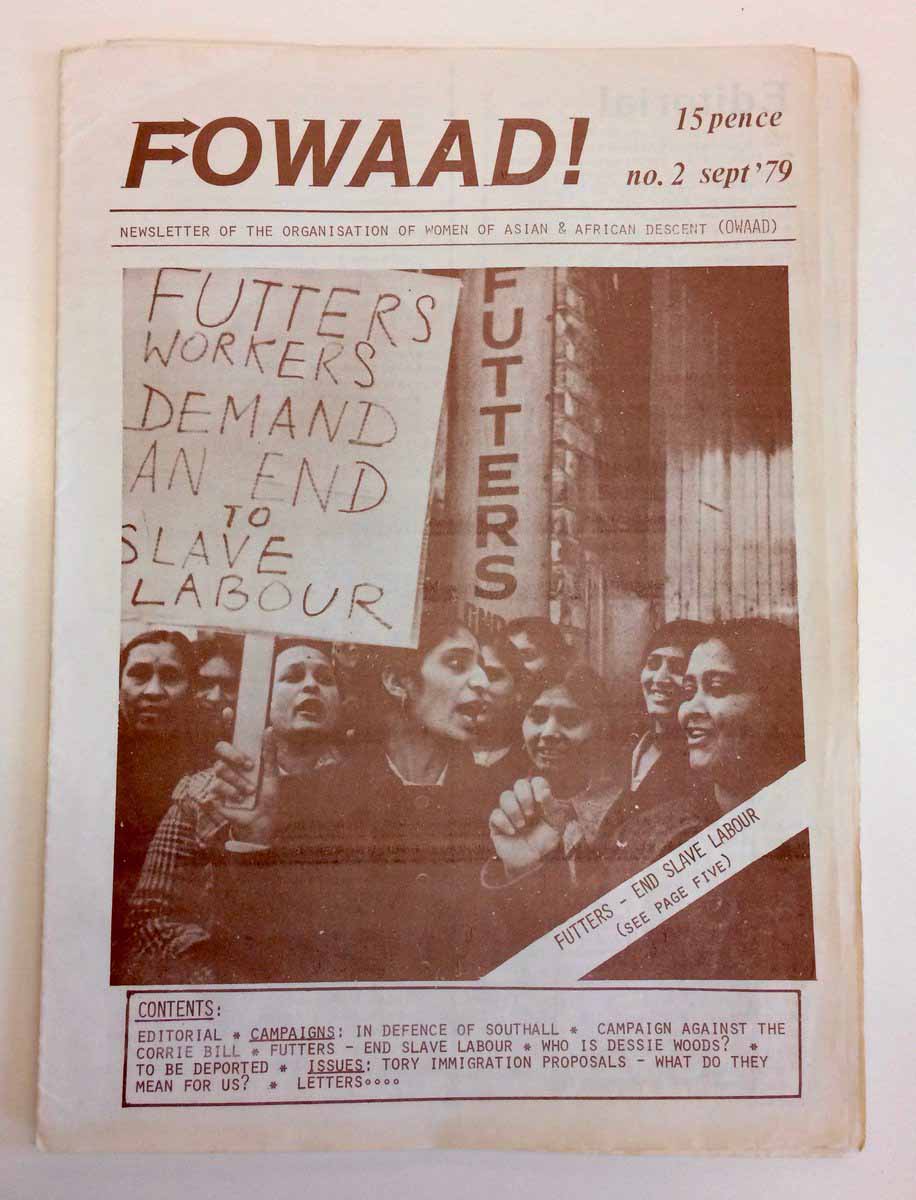 FOWAAD!
15 pence
no. 2 sept '79
NEWSLETTER OF THE ORGANISATION OF WOMEN OF ASIAN & AFRICAN DESCENT (OWAAD)
FUTTERS
WORKERS
DEMAND
AN END
TO
SLAVE
LABOUR
FUTTERS
FUTTERS - END SLAVE LABOUR
(SEE PAGE FIVE)
CONTENTS:
EDITORIAL * CAMPAIGNS: IN DEFENCE OF SOUTHALL * CAMPAIGN AGAINST THE
CORRIE BILL * FUTTERS - END SLAVE LABOUR * WHO IS DESSIE WOODS? *
TO BE DEPORTED * ISSUES: TORY IMMIGRATION PROPOSALS - WHAT DO THEY
MEAN FOR US? * LETTERS....